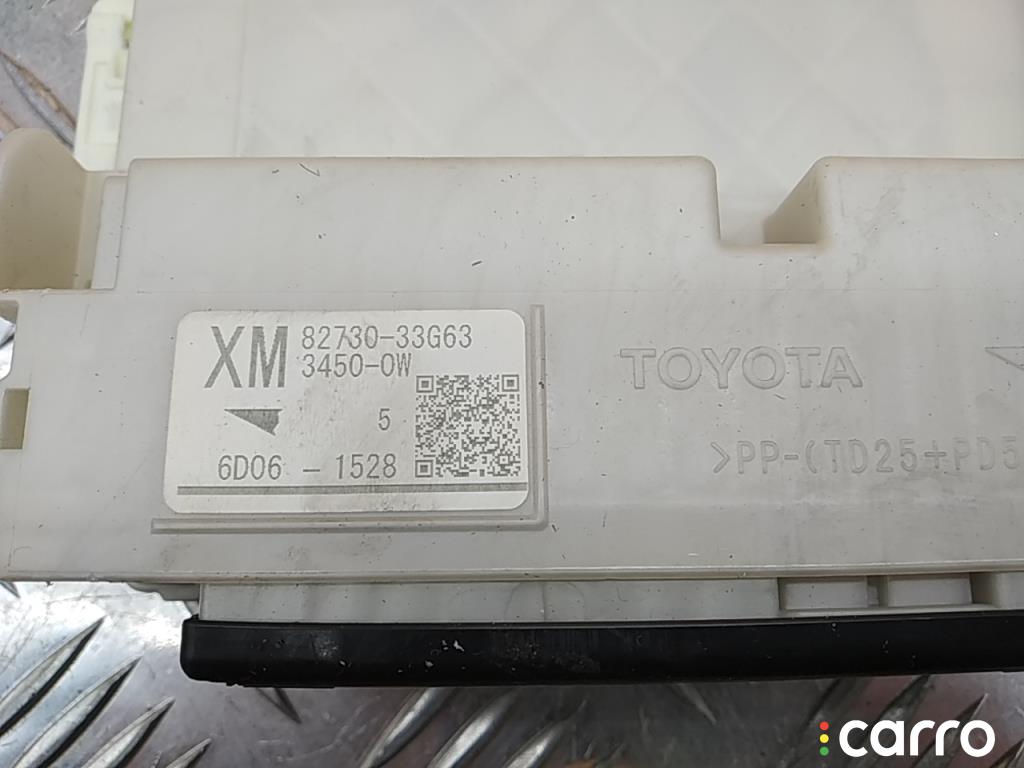 XM 82730-33G63
3450-0W
5
6D06 - 1528
TOYOTA
>PP-(TD25+PD5
carro